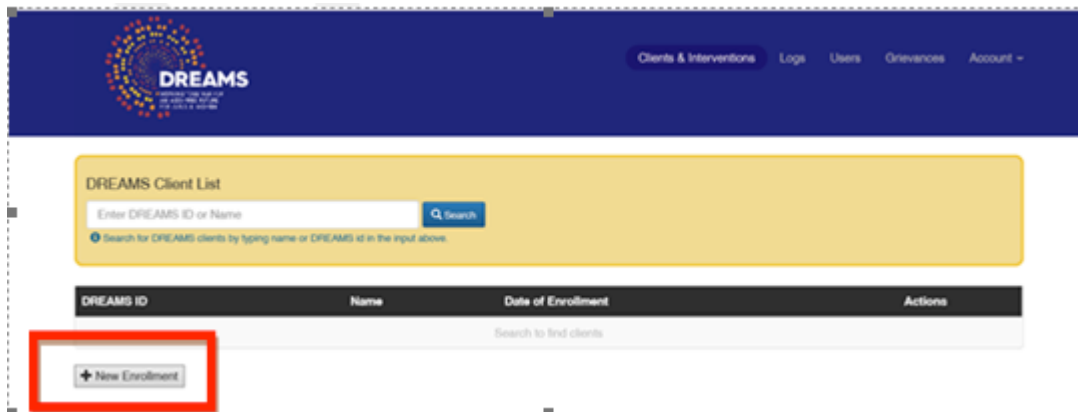 Clients & Interventions Logs Users Grievances Account
DREAMS
DREAMS Client List
Enter DREAMS ID or Name Search
Search for DREAMS clients by typing name or DREAMS id in the input above.
DREAMS ID Name Date of Enrollment Actions
Search to find clients
New Enrollment